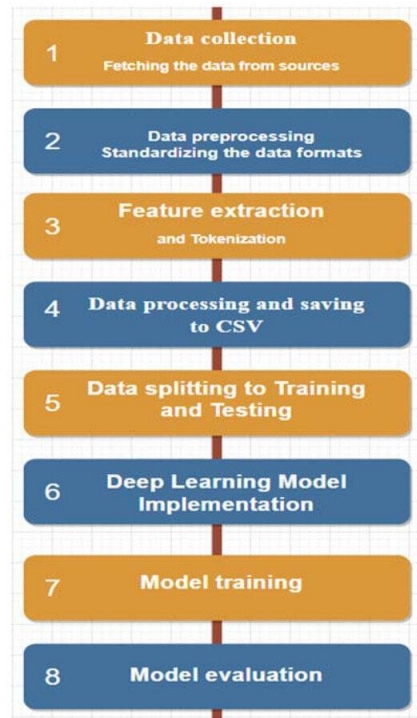 1
Data collection
Fetching the data from sources
2
Data preprocessing
Standardizing the data formats
3
Feature extraction
and Tokenization
4
Data processing and saving
to CSV
5
Data splitting to Training
and Testing
6
Deep Learning Model
Implementation
7
Model training
8
Model evaluation